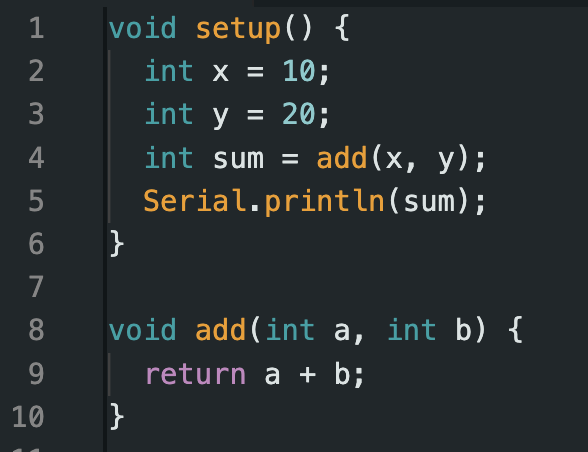 1 void setup() {
2 int x = 10;
3 int y = 20;
4 int sum = add(x, y);
5 Serial.println(sum);
6 }
7
8 void add(int a, int b) {
9 return a + b;
10 }